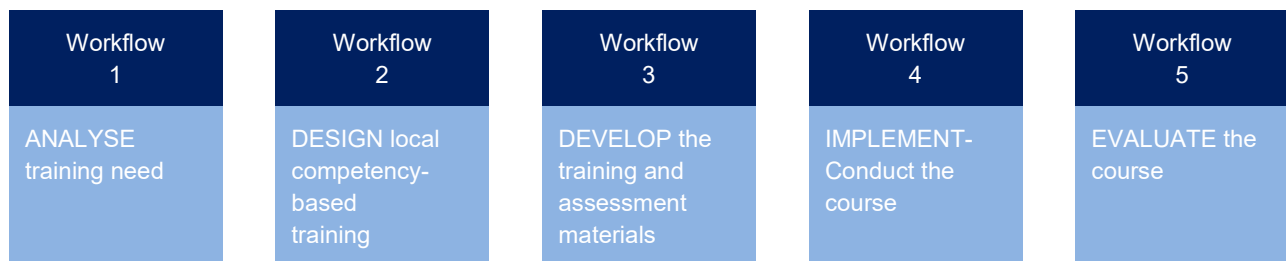 Workflow
1
ANALYSE
training need
Workflow
2
DESIGN local
competency-
based
training
Workflow
3
DEVELOP the
training and
assessment
materials
Workflow
4
IMPLEMENT-
Conduct the
course
Workflow
5
EVALUATE the
course